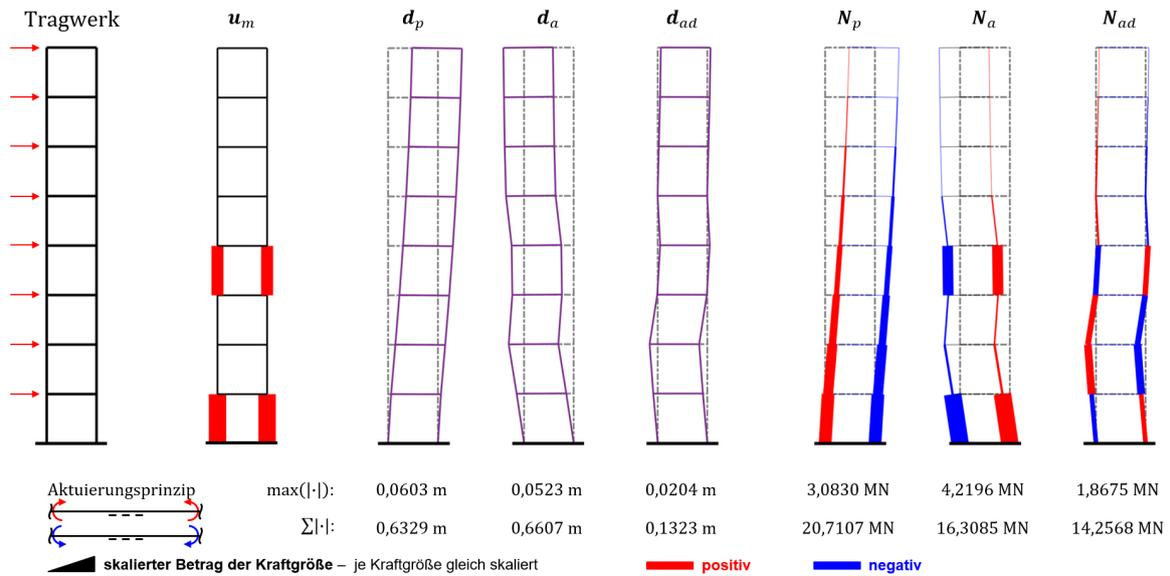 Tragwerk u_m d_p d_a d_ad N_p N_a N_ad
Aktuierungsprinzip max(|·|): 0,0603 m 0,0523 m 0,0204 m 3,0830 MN 4,2196 MN 1,8675 MN
∑|·|: 0,6329 m 0,6607 m 0,1323 m 20,7107 MN 16,3085 MN 14,2568 MN
skalierter Betrag der Kraftgröße – je Kraftgröße gleich skaliert positiv negativ